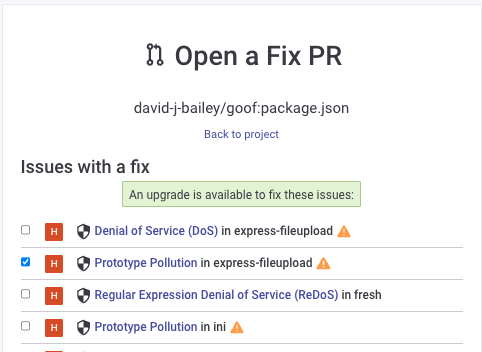 Open a Fix PR
david-j-bailey/goof:package.json
Back to project
Issues with a fix
An upgrade is available to fix these issues:
H Denial of Service (DoS) in express-fileupload
H Prototype Pollution in express-fileupload
H Regular Expression Denial of Service (ReDoS) in fresh
H Prototype Pollution in ini